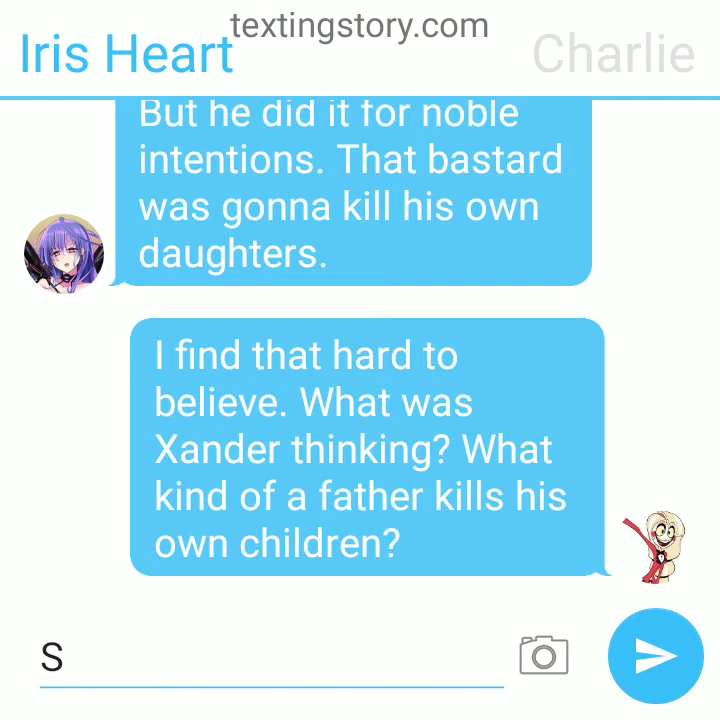 textingstory.com
Iris Heart
Charlie
But he did it for noble
intentions. That bastard
was gonna kill his own
daughters.
I find that hard to
believe. What was
Xander thinking? What
kind of a father kills his
own children?
S